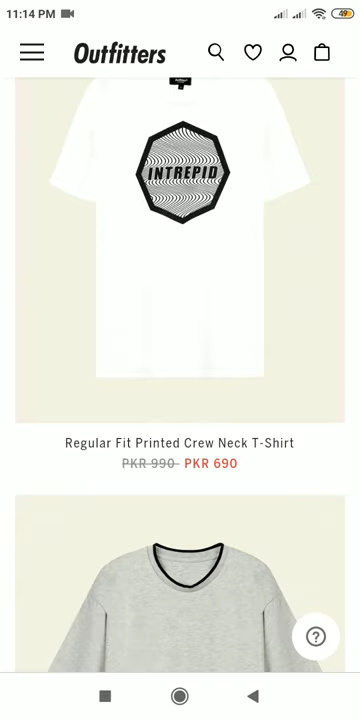 11:14 PM
49
Outfitters
INTREPID
Regular Fit Printed Crew Neck T-Shirt
PKR 990 PKR 690